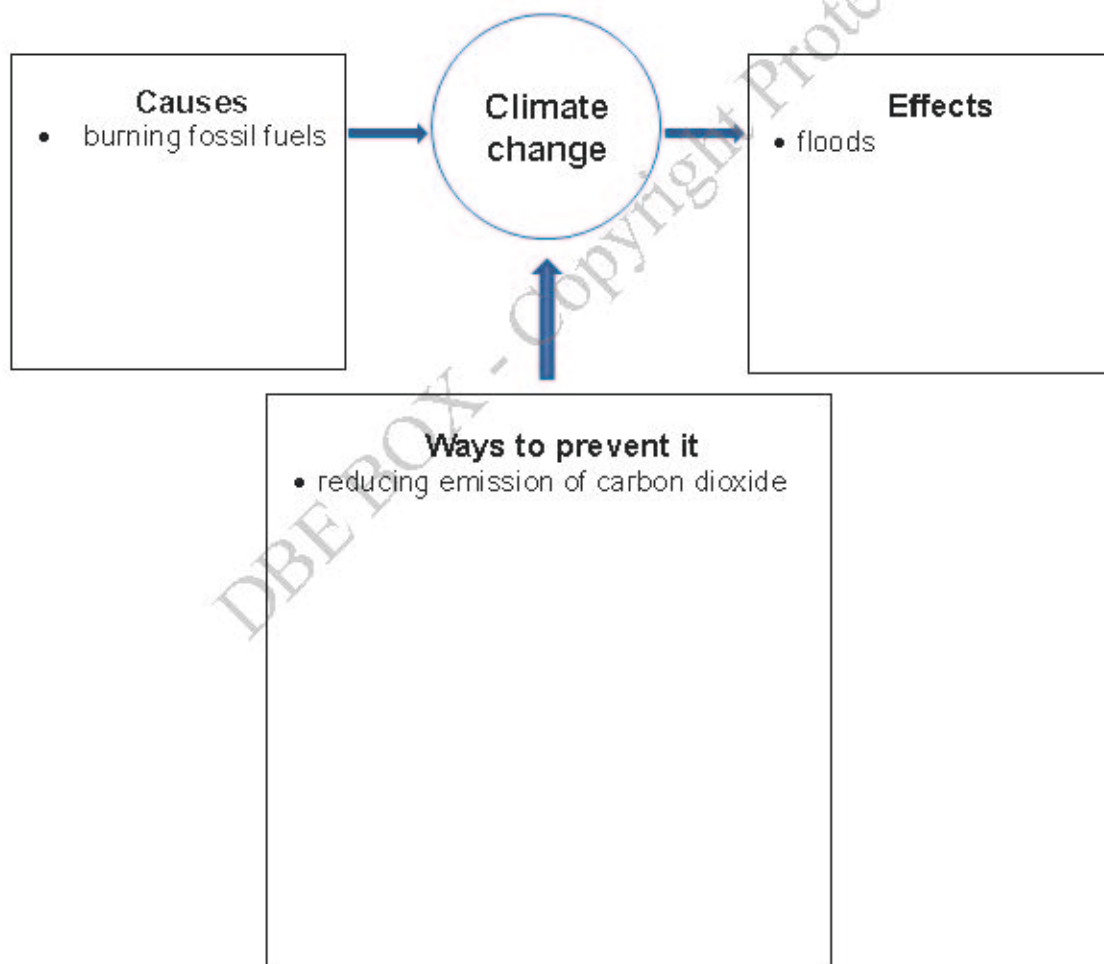 Causes
• burning fossil fuels
Climate
change
Effects
• floods
Ways to prevent it
• reducing emission of carbon dioxide
DBE BOX - Copyright Prote